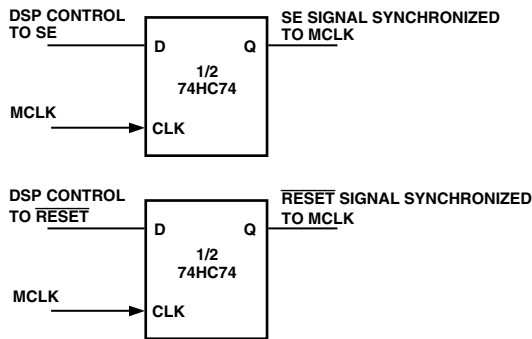 DSP CONTROL
TO SE
D
Q
SE SIGNAL SYNCHRONIZED
TO MCLK
1/2
74HC74
MCLK
CLK
DSP CONTROL
TO RESET
D
Q
RESET SIGNAL SYNCHRONIZED
TO MCLK
1/2
74HC74
MCLK
CLK